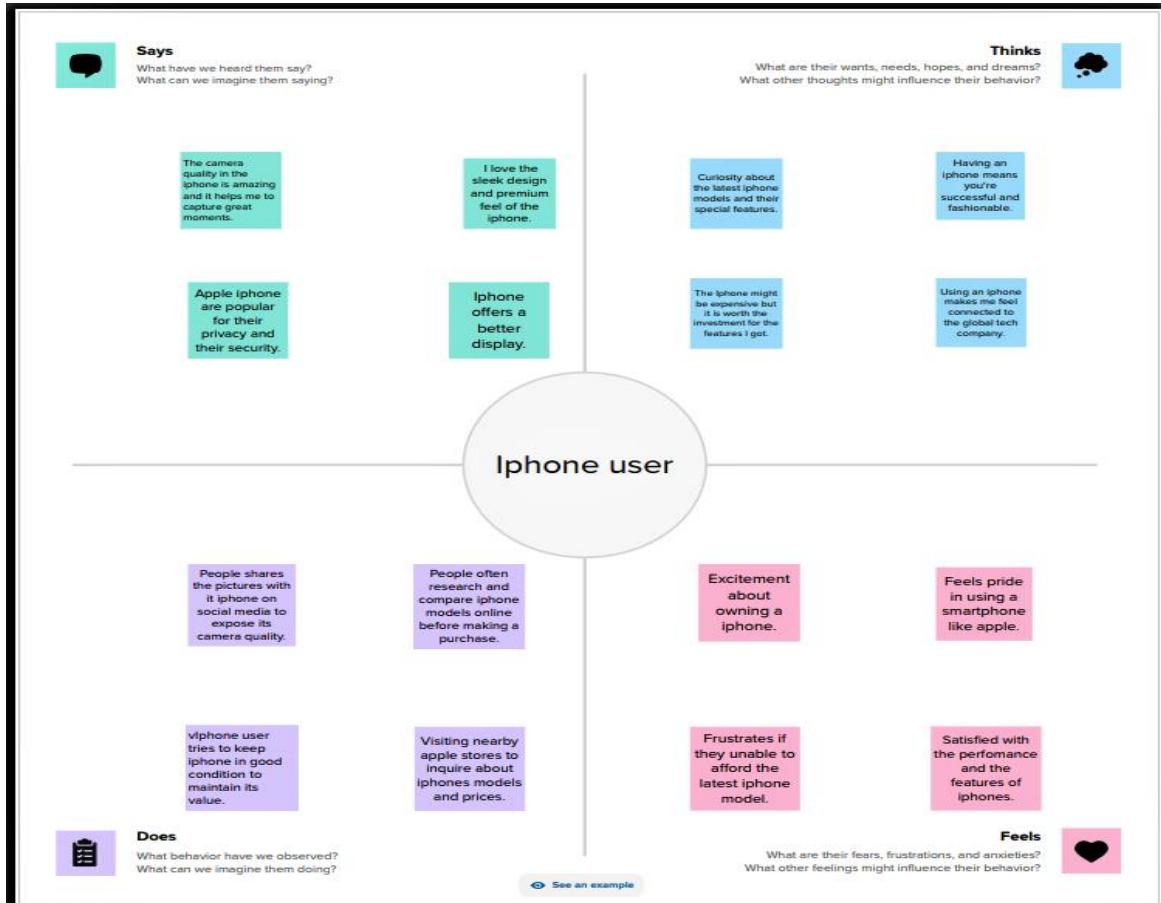 Says
What have we heard them say?
What can we imagine them saying?
Thinks
What are their wants, needs, hopes, and dreams?
What other thoughts might influence their behavior?
The camera
quality in the
iphone is amazing
and it helps me to
capture great
moments.
I love the
sleek design
and premium
feel of the
iphone.
Curiosity about
the latest iphone
models and their
special features.
Having an
iphone means
you're
successful and
fashionable.
Apple iphone
are popular
for their
privacy and
their security.
Iphone
offers a
better
display.
The Iphone might
be expensive but
it is worth the
investment for the
features I got.
Using an iphone
makes me feel
connected to
the global tech
company.
Iphone user
People shares
the pictures with
it iphone on
social media to
expose its
camera quality.
People often
research and
compare iphone
models online
before making a
purchase.
Excitement
about
owning a
iphone.
Feels pride
in using a
smartphone
like apple.
vIphone user
tries to keep
iphone in good
condition to
maintain its
value.
Visiting nearby
apple stores to
inquire about
iphones models
and prices.
Frustrates if
they unable to
afford the
latest iphone
model.
Satisfied with
the perfomance
and the
features of
iphones.
Does
What behavior have we observed?
What can we imagine them doing?
Feels
What are their fears, frustrations, and anxieties?
What other feelings might influence their behavior?
See an example